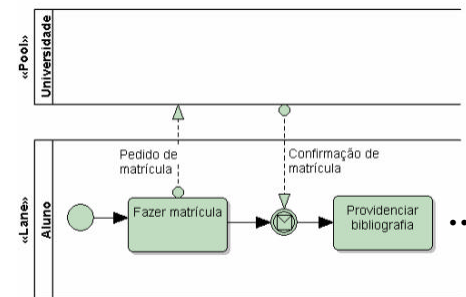 «Pool»
Universidade
Pedido de
matrícula
Confirmação de
matrícula
«Lane»
Aluno
Fazer matrícula
Providenciar
bibliografia